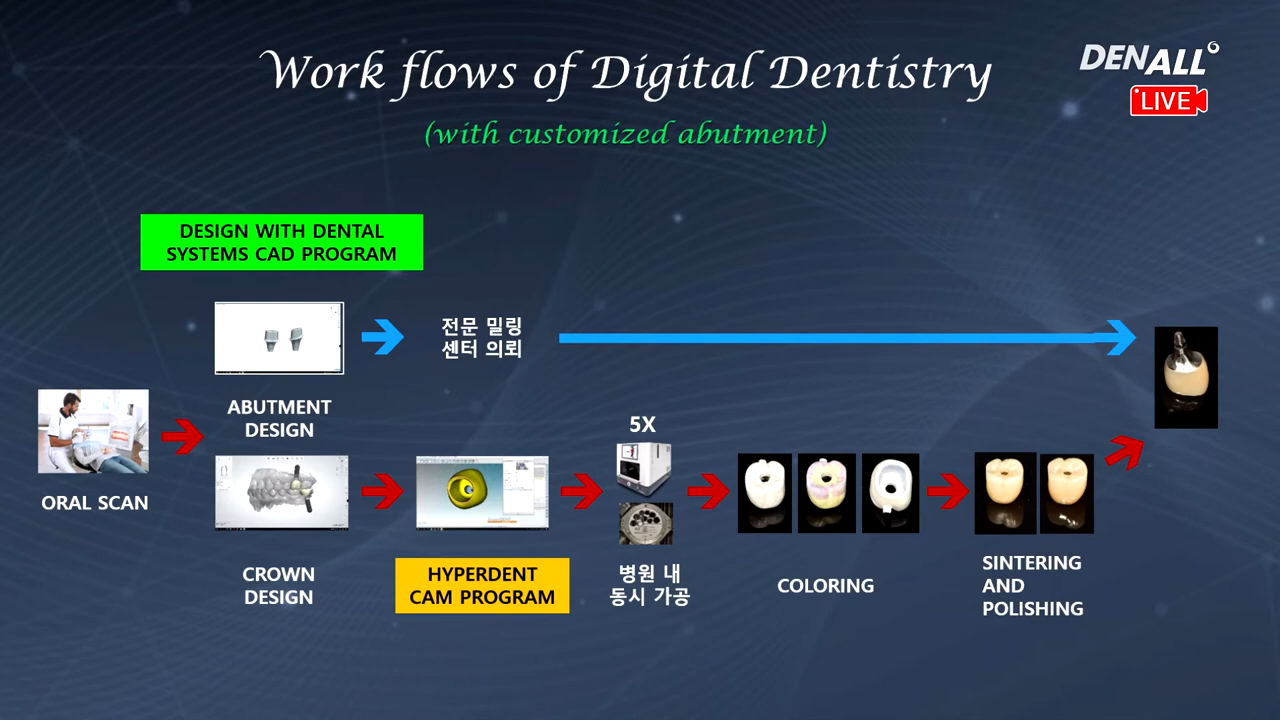 Work flows of Digital Dentistry
(with customized abutment)
DENALL
LIVE
DESIGN WITH DENTAL
SYSTEMS CAD PROGRAM
전문 밀링
센터 의뢰
ABUTMENT
DESIGN
ORAL SCAN
5X
CROWN
DESIGN
HYPERDENT
CAM PROGRAM
병원 내
동시 가공
COLORING
SINTERING
AND
POLISHING